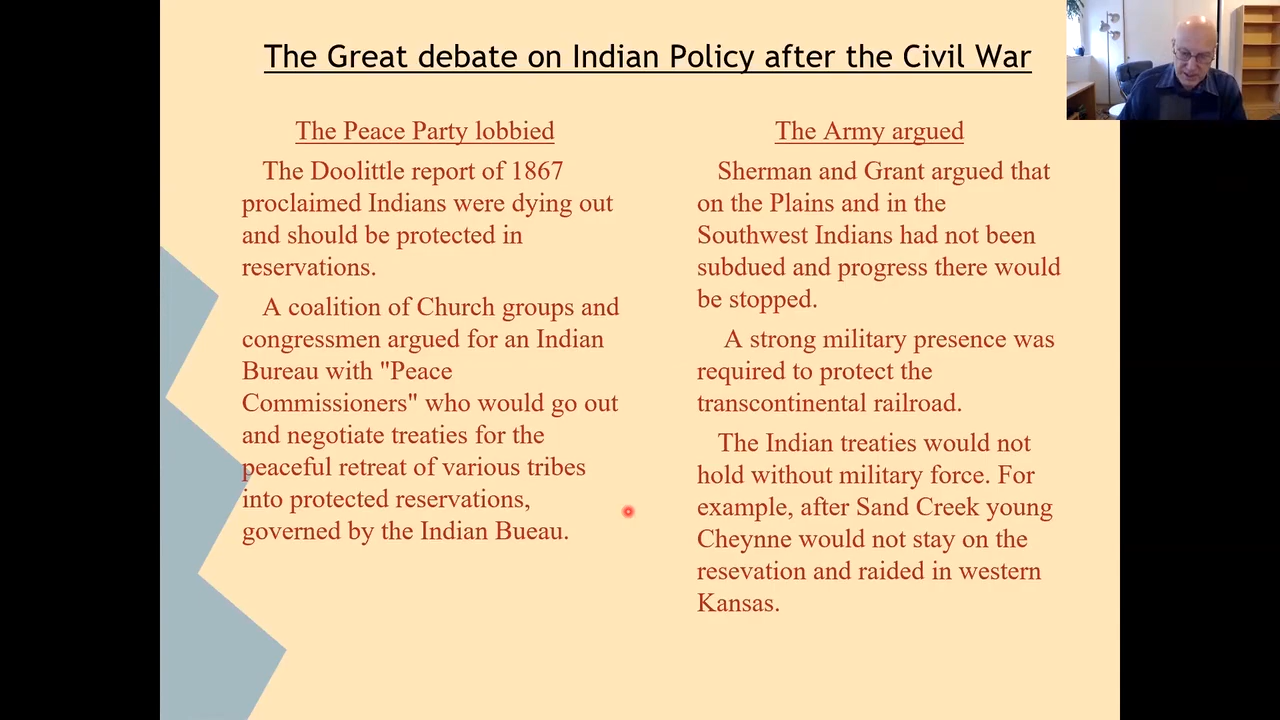 The Great debate on Indian Policy after the Civil War
The Peace Party lobbied
The Doolittle report of 1867
proclaimed Indians were dying out
and should be protected in
reservations.
A coalition of Church groups and
congressmen argued for an Indian
Bureau with "Peace
Commissioners" who would go out
and negotiate treaties for the
peaceful retreat of various tribes
into protected reservations,
governed by the Indian Bueau.
The Army argued
Sherman and Grant argued that
on the Plains and in the
Southwest Indians had not been
subdued and progress there would
be stopped.
A strong military presence was
required to protect the
transcontinental railroad.
The Indian treaties would not
hold without military force. For
example, after Sand Creek young
Cheynne would not stay on the
resevation and raided in western
Kansas.